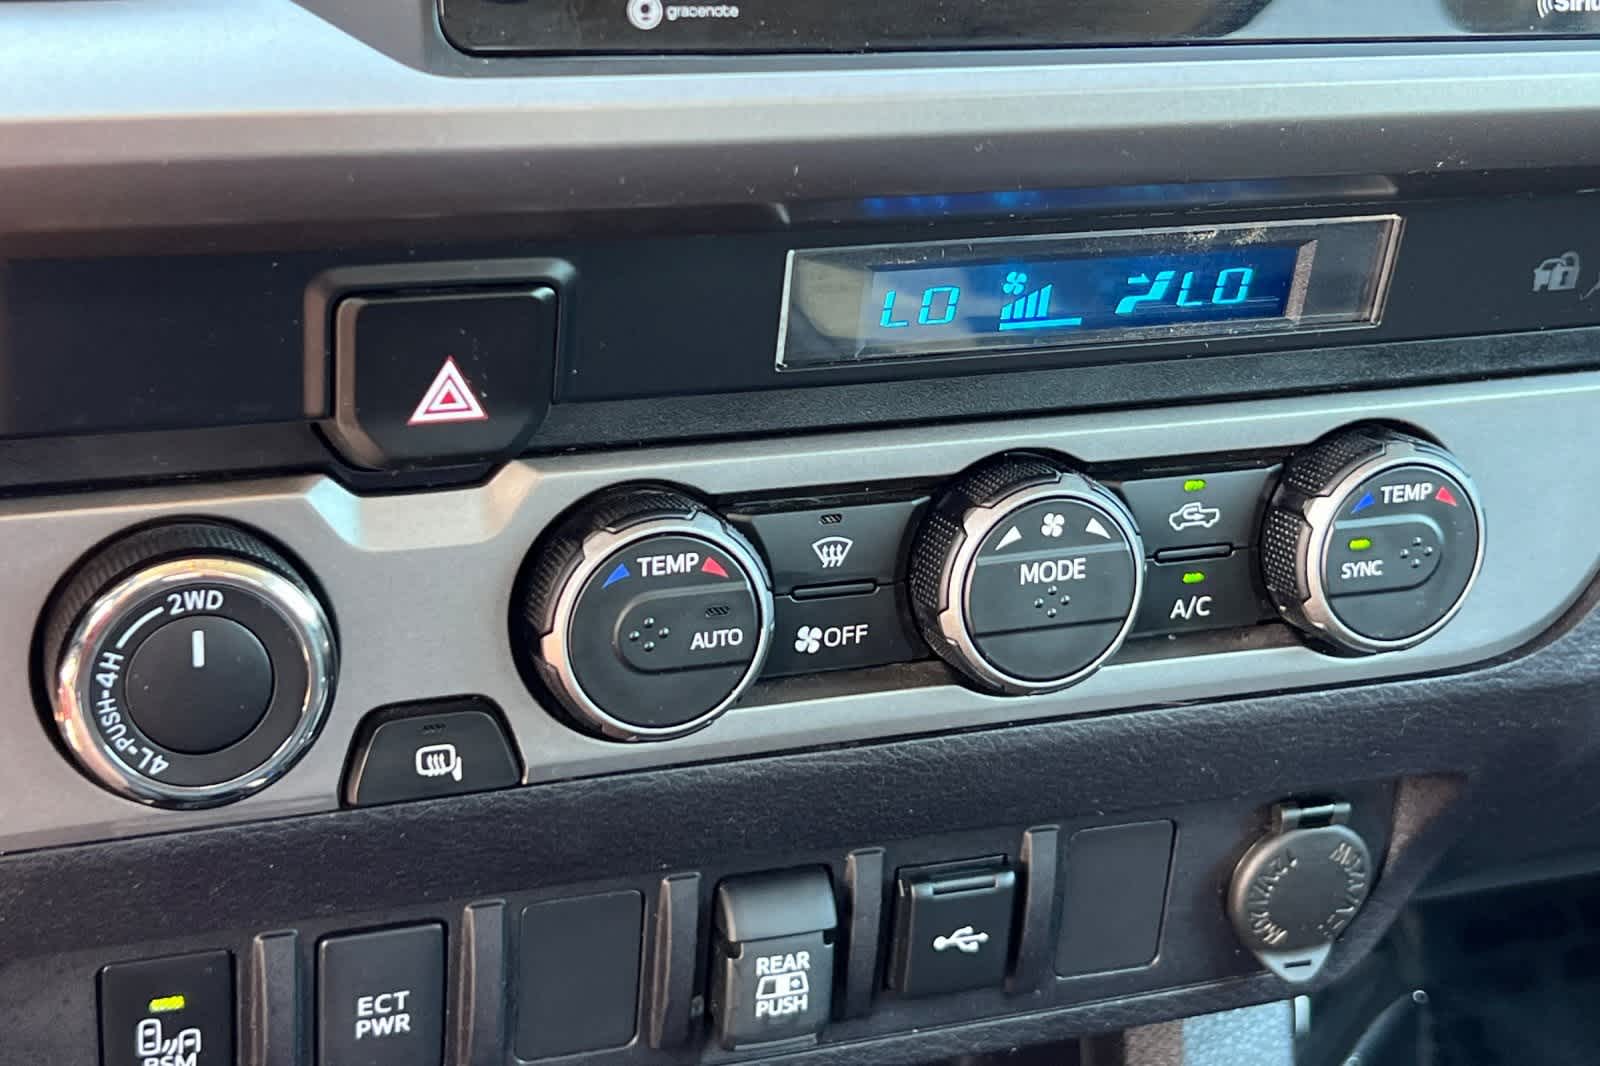 gracenote
LO
LO
TEMP
AUTO
OFF
MODE
A/C
TEMP
SYNC
2WD
4L-PUSH-4H
REAR
PUSH
ECT
PWR
BSM